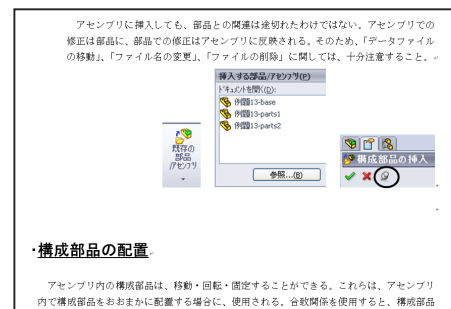 アセンブリに挿入しても、部品との関連は途切れたわけではない。アセンブリでの
修正は部品に、部品での修正はアセンブリに反映される。そのため、「データファイル
の移動」、「ファイル名の変更」、「ファイルの削除」に関しては、十分注意すること。
挿入する部品/アセンブリ(P)
ドキュメントを開く(D):
例題13-base
例題13-parts1
例題13-parts2
参照...(B)
既存の
部品
/アセンブリ
構成部品の挿入
・構成部品の配置
アセンブリ内の構成部品は、移動・回転・固定することができる。これらは、アセンブリ
内で構成部品をおおまかに配置する場合に、使用される。合致関係を使用すると、構成部品